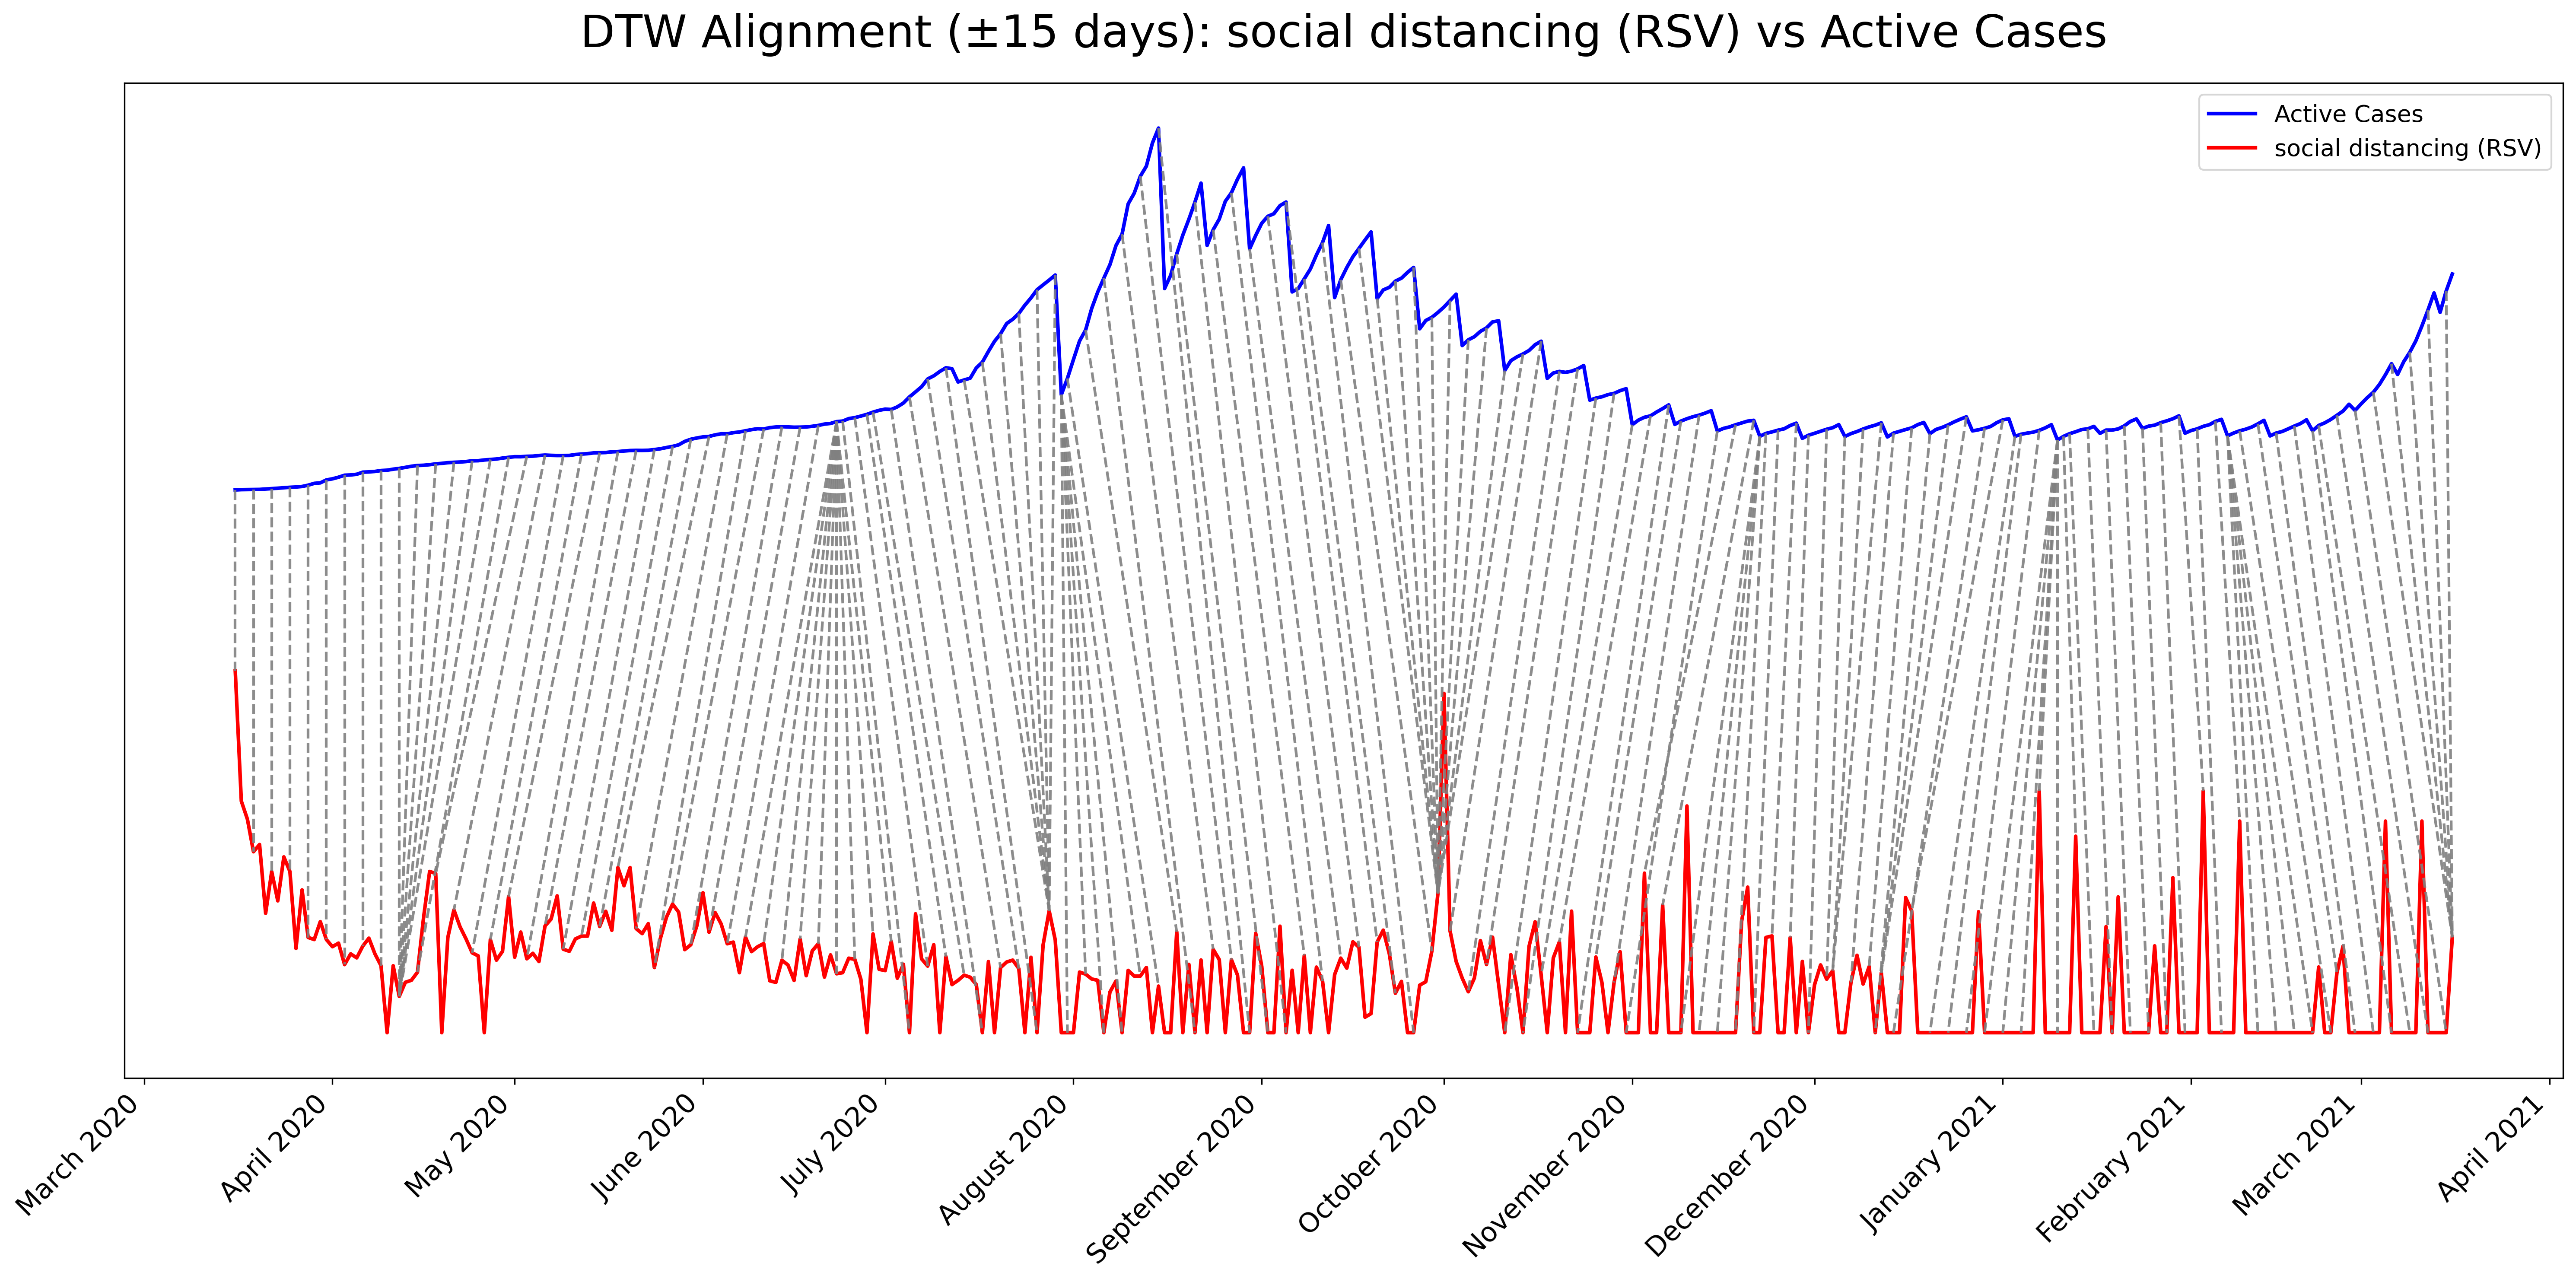 DTW Alignment (±15 days): social distancing (RSV) vs Active Cases
Active Cases
social distancing (RSV)
March 2020
April 2020
May 2020
June 2020
July 2020
August 2020
September 2020
October 2020
November 2020
December 2020
January 2021
February 2021
March 2021
April 2021